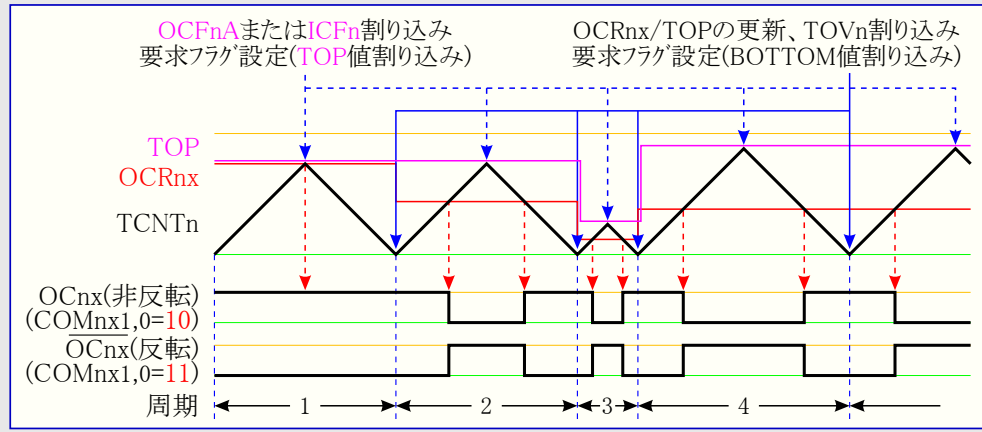 OCFnAまたはICFn割り込み
要求フラグ設定(TOP値割り込み)
OCRnx/TOPの更新、TOVn割り込み
要求フラグ設定(BOTTOM値割り込み)
TOP
OCRnx
TCNTn
OCnx(非反転)
(COMnx1,0=10)
OCnx(反転)
(COMnx1,0=11)
周期
1
2
3
4